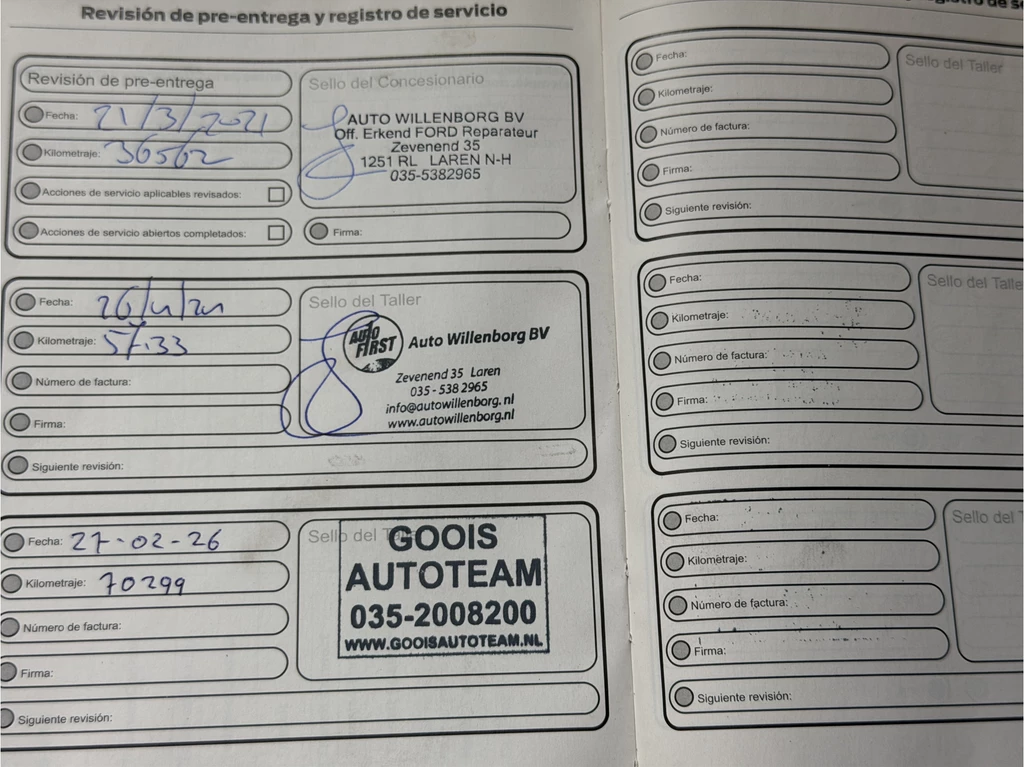 Revisión de pre-entrega y registro de servicio
Revisión de pre-entrega
Fecha: 21/3/2021
Kilometraje: 36562
Acciones de servicio aplicables revisados:
Acciones de servicio abiertos completados:
Sello del Concesionario
AUTO WILLENBORG BV
Off. Erkend FORD Reparateur
Zevenend 35
1251 RL LAREN N-H
035-5382965
Firma:
Fecha:
Kilometraje:
Número de factura:
Firma:
Siguiente revisión:
Sello del Taller
AUTO FIRST Auto Willenborg BV
Zevenend 35 Laren
035-538 2965
info@autowillenborg.nl
www.autowillenborg.nl
Fecha: 27-02-26
Kilometraje: 70299
Número de factura:
Firma:
Siguiente revisión:
Sello del
GOOIS
AUTOTEAM
035-2008200
WWW.GOOISAUTOTEAM.NL
Fecha:
Kilometraje:
Número de factura:
Firma:
Siguiente revisión:
Sello del Taller
Fecha:
Kilometraje:
Número de factura:
Firma:
Siguiente revisión:
Sello del Talle
Fecha:
Kilometraje:
Número de factura:
Firma:
Siguiente revisión:
Sello del T